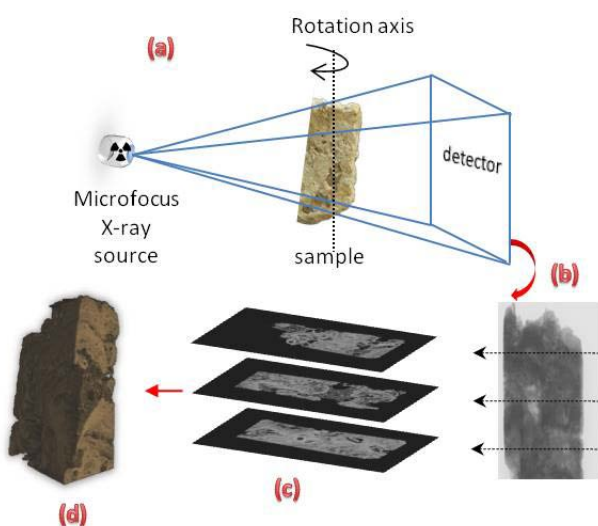 Rotation axis
(a)
detector
Microfocus
X-ray
source
sample
(b)
(c)
(d)